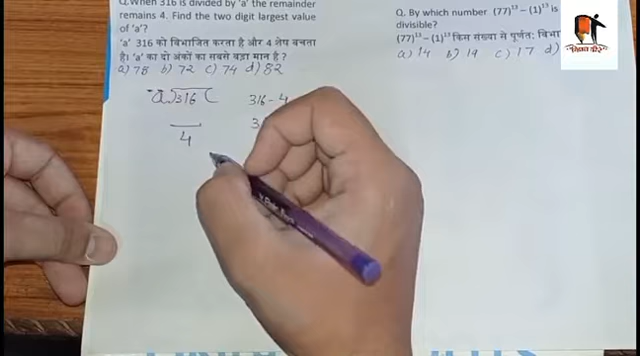 Q.When 316 is divided by 'a' the remainder
remains 4. Find the two digit largest value
of 'a'?
'a' 316 को विभाजित करता है और 4 शेष बचता
है। 'a' का दो अंकों का सबसे बड़ा मान है ?
a) 78 b) 72 c) 74 d) 82
a)316(
316-4
3
4
Q. By which number (77)¹³ – (1)¹³ is
divisible?
(77)¹³ – (1)¹³ किस संख्या से पूर्णत: विभा
a) 14 b) 19 c) 17 d)